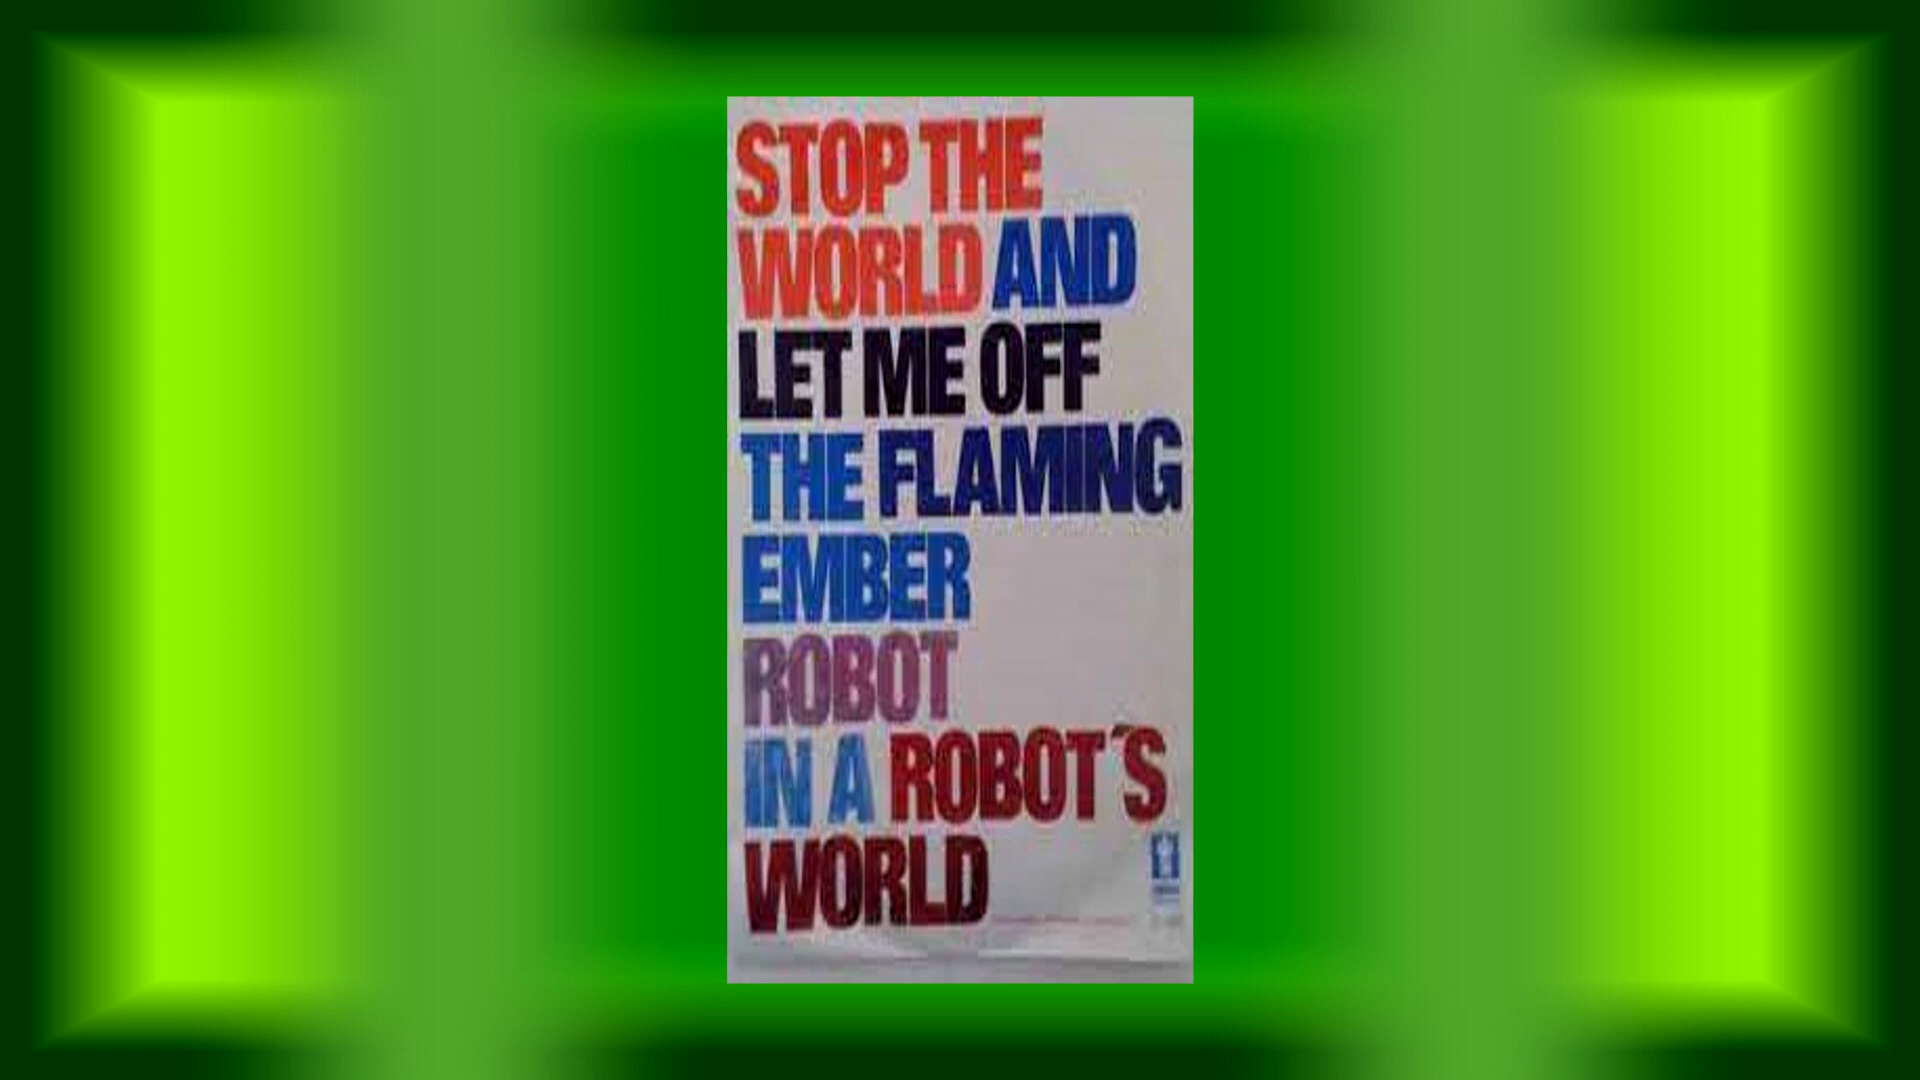 STOP THE
WORLD AND
LET ME OFF
THE FLAMING
EMBER
ROBOT
IN A ROBOT´S
WORLD